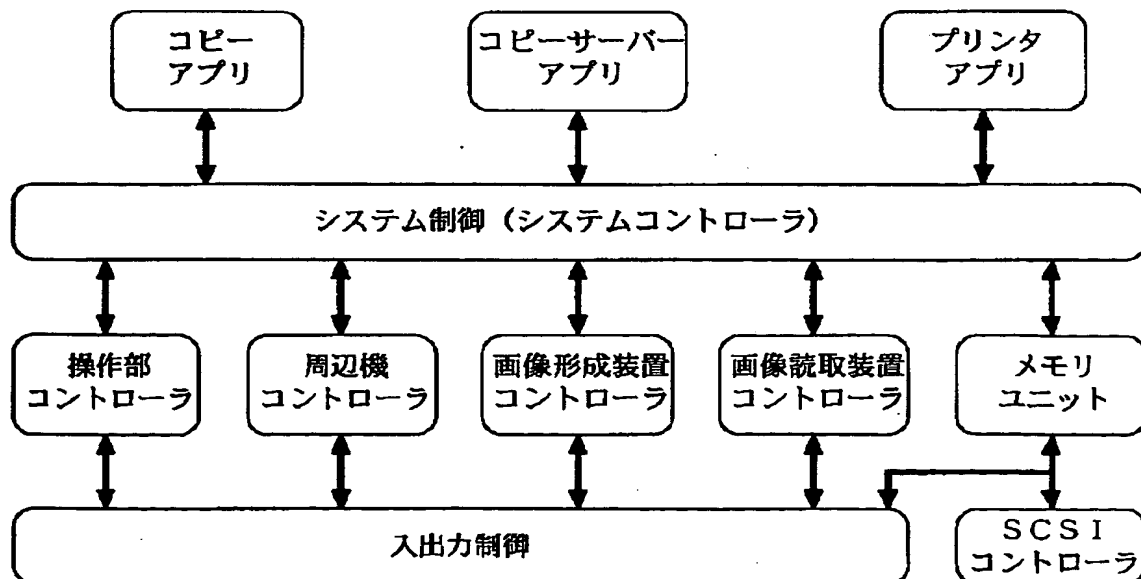 コピー
アプリ
コピーサーバー
アプリ
プリンタ
アプリ
システム制御（システムコントローラ）
操作部
コントローラ
周辺機
コントローラ
画像形成装置
コントローラ
画像読取装置
コントローラ
メモリ
ユニット
入出力制御
ＳＣＳＩ
コントローラ